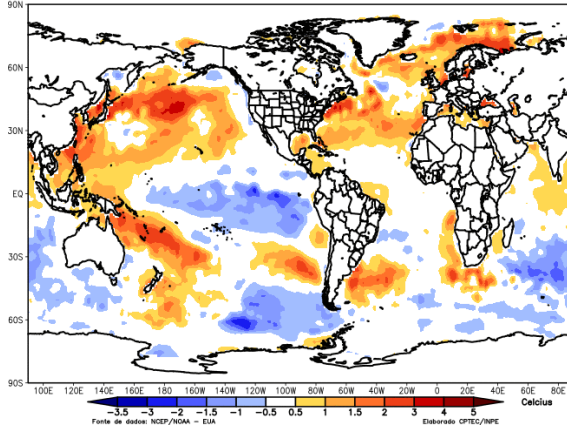 90N
60N
30N
EQ
30S
60S
90S
100E 120E 140E 160E 180 160W 140W 120W 100W 80W 60W 40W 20W 0 20E 40E 60E 80E
-3.5 -3 -2.5 -2 -1.5 -1 -0.5 0.5 1 1.5 2 3 4 5 Celcius
Fonte de dados: NCEP/NOAA - EUA Elaborado CPTEC/INPE